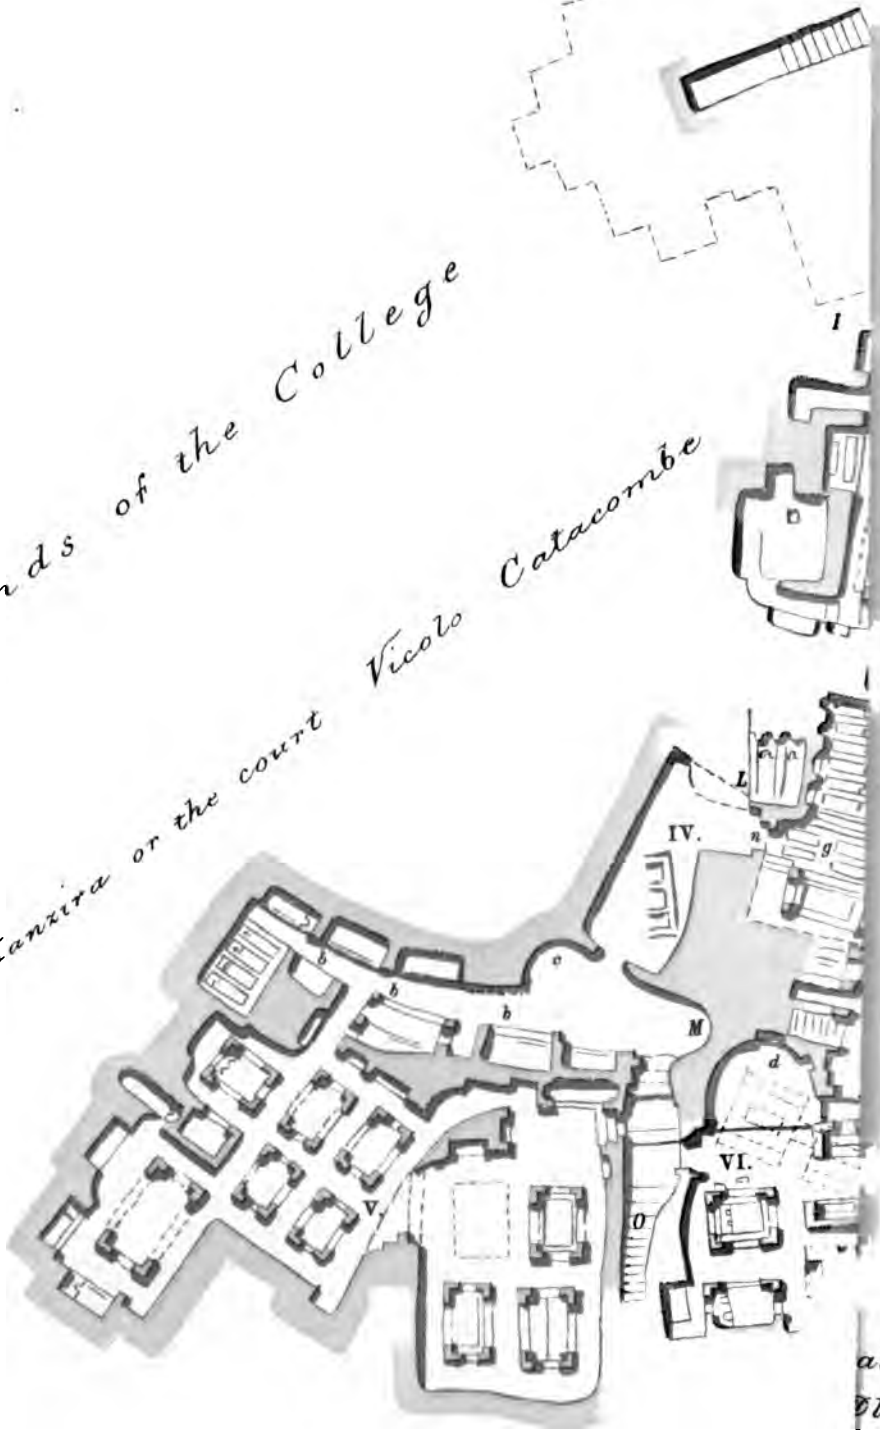 I
of the College
Vicolo Catacombe
or the court
L
IV.
n
g
b
b
b
c
M
d
VI.
V.
O